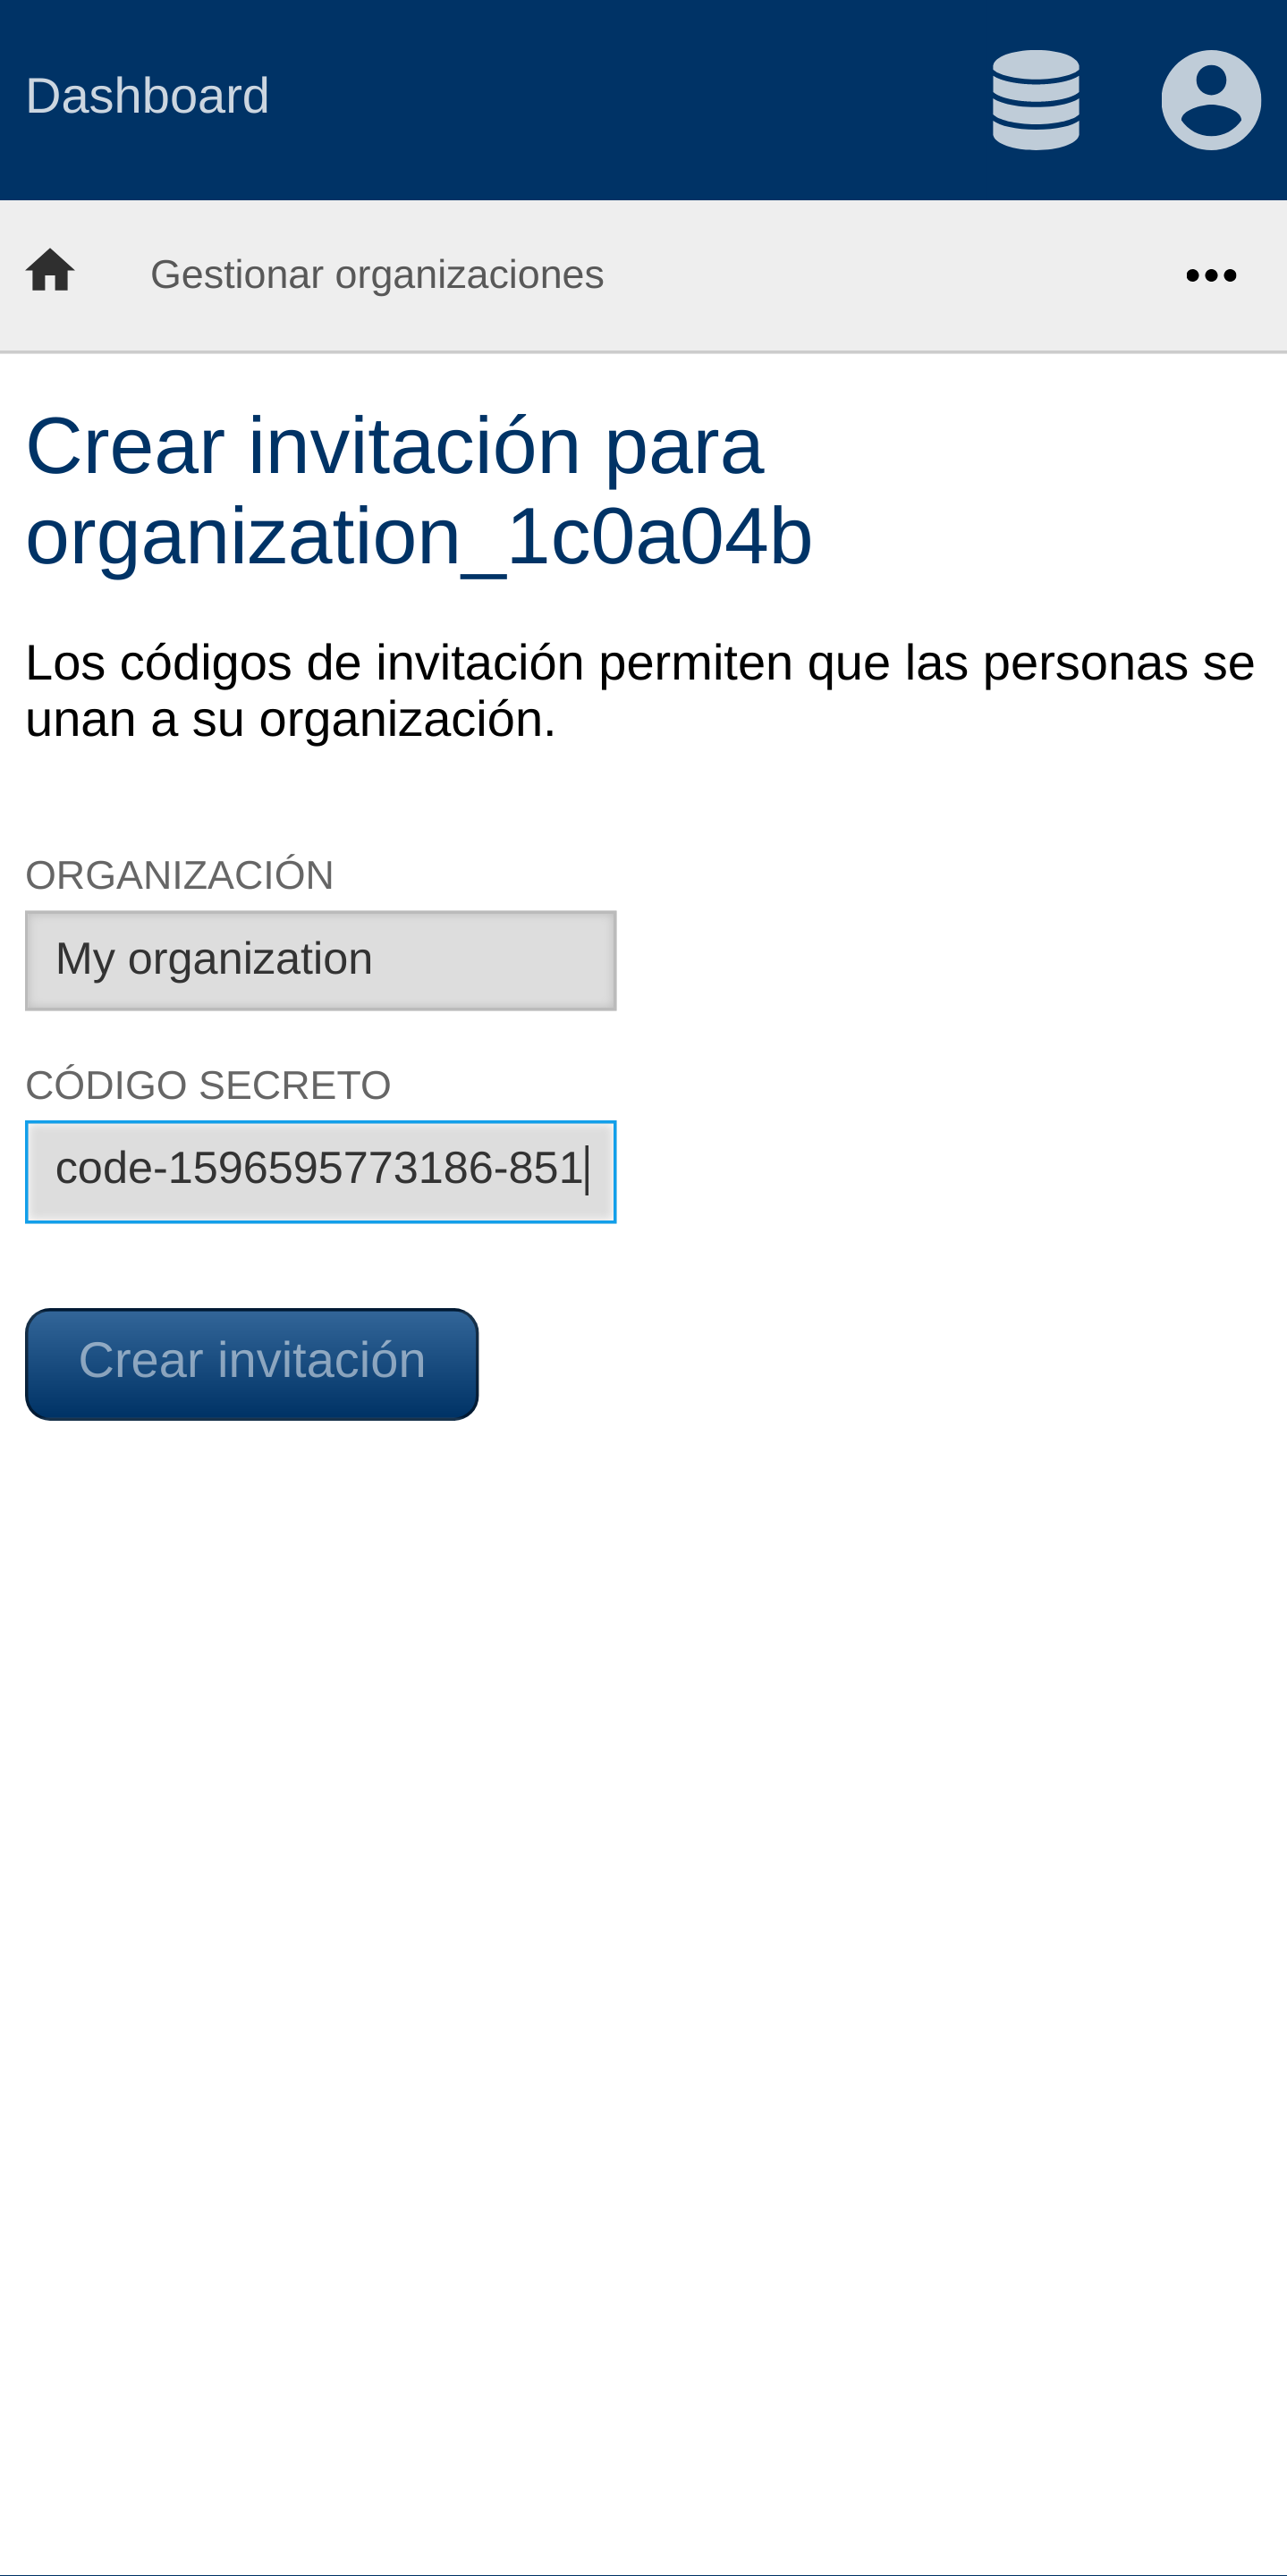 Dashboard
Gestionar organizaciones
Crear invitación para
organization_1c0a04b
Los códigos de invitación permiten que las personas se
unan a su organización.
ORGANIZACIÓN
My organization
CÓDIGO SECRETO
code-1596595773186-851
Crear invitación